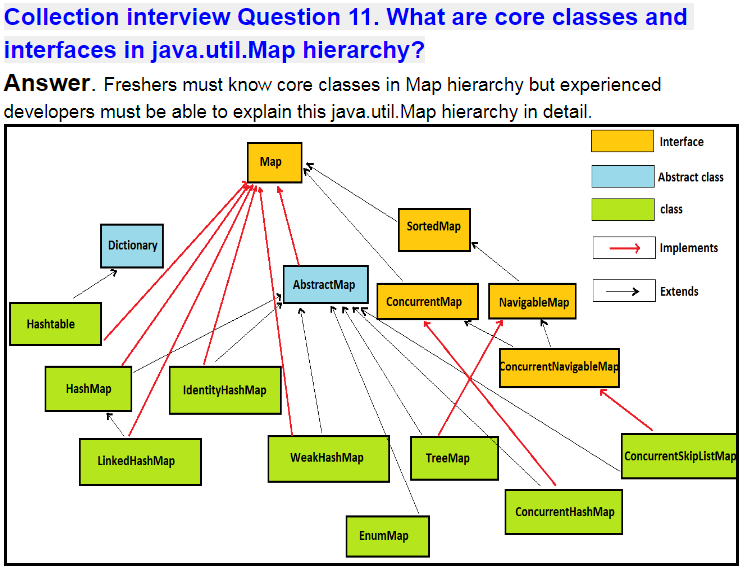 Collection interview Question 11. What are core classes and
interfaces in java.util.Map hierarchy?
Answer. Freshers must know core classes in Map hierarchy but experienced
developers must be able to explain this java.util.Map hierarchy in detail.
Interface
Map
Abstract class
class
SortedMap
Dictionary
Implements
AbstractMap
Extends
ConcurrentMap
NavigableMap
Hashtable
ConcurrentNavigableMap
HashMap
IdentityHashMap
LinkedHashMap
WeakHashMap
TreeMap
ConcurrentSkipListMap
ConcurrentHashMap
EnumMap